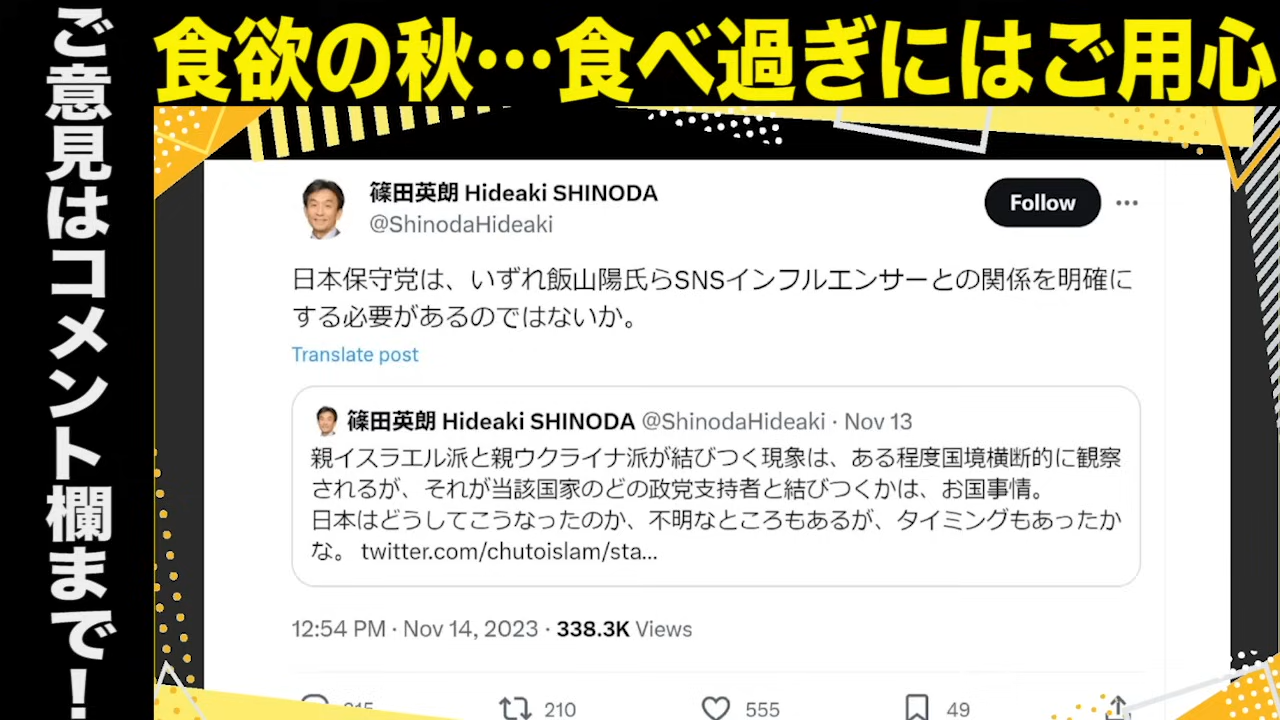 食欲の秋…食べ過ぎにはご用心
ご意見はコメント欄まで！
篠田英朗 Hideaki SHINODA
@ShinodaHideaki
Follow
日本保守党は、いずれ飯山陽氏らSNSインフルエンサーとの関係を明確に
する必要があるのではないか。
Translate post
篠田英朗 Hideaki SHINODA @ShinodaHideaki · Nov 13
親イスラエル派と親ウクライナ派が結びつく現象は、ある程度国境横断的に観察
されるが、それが当該国家のどの政党支持者と結びつくかは、お国事情。
日本はどうしてこうなったのか、不明なところもあるが、タイミングもあったか
な。 twitter.com/chutoislam/sta…
12:54 PM · Nov 14, 2023 · 338.3K Views
210 555 49